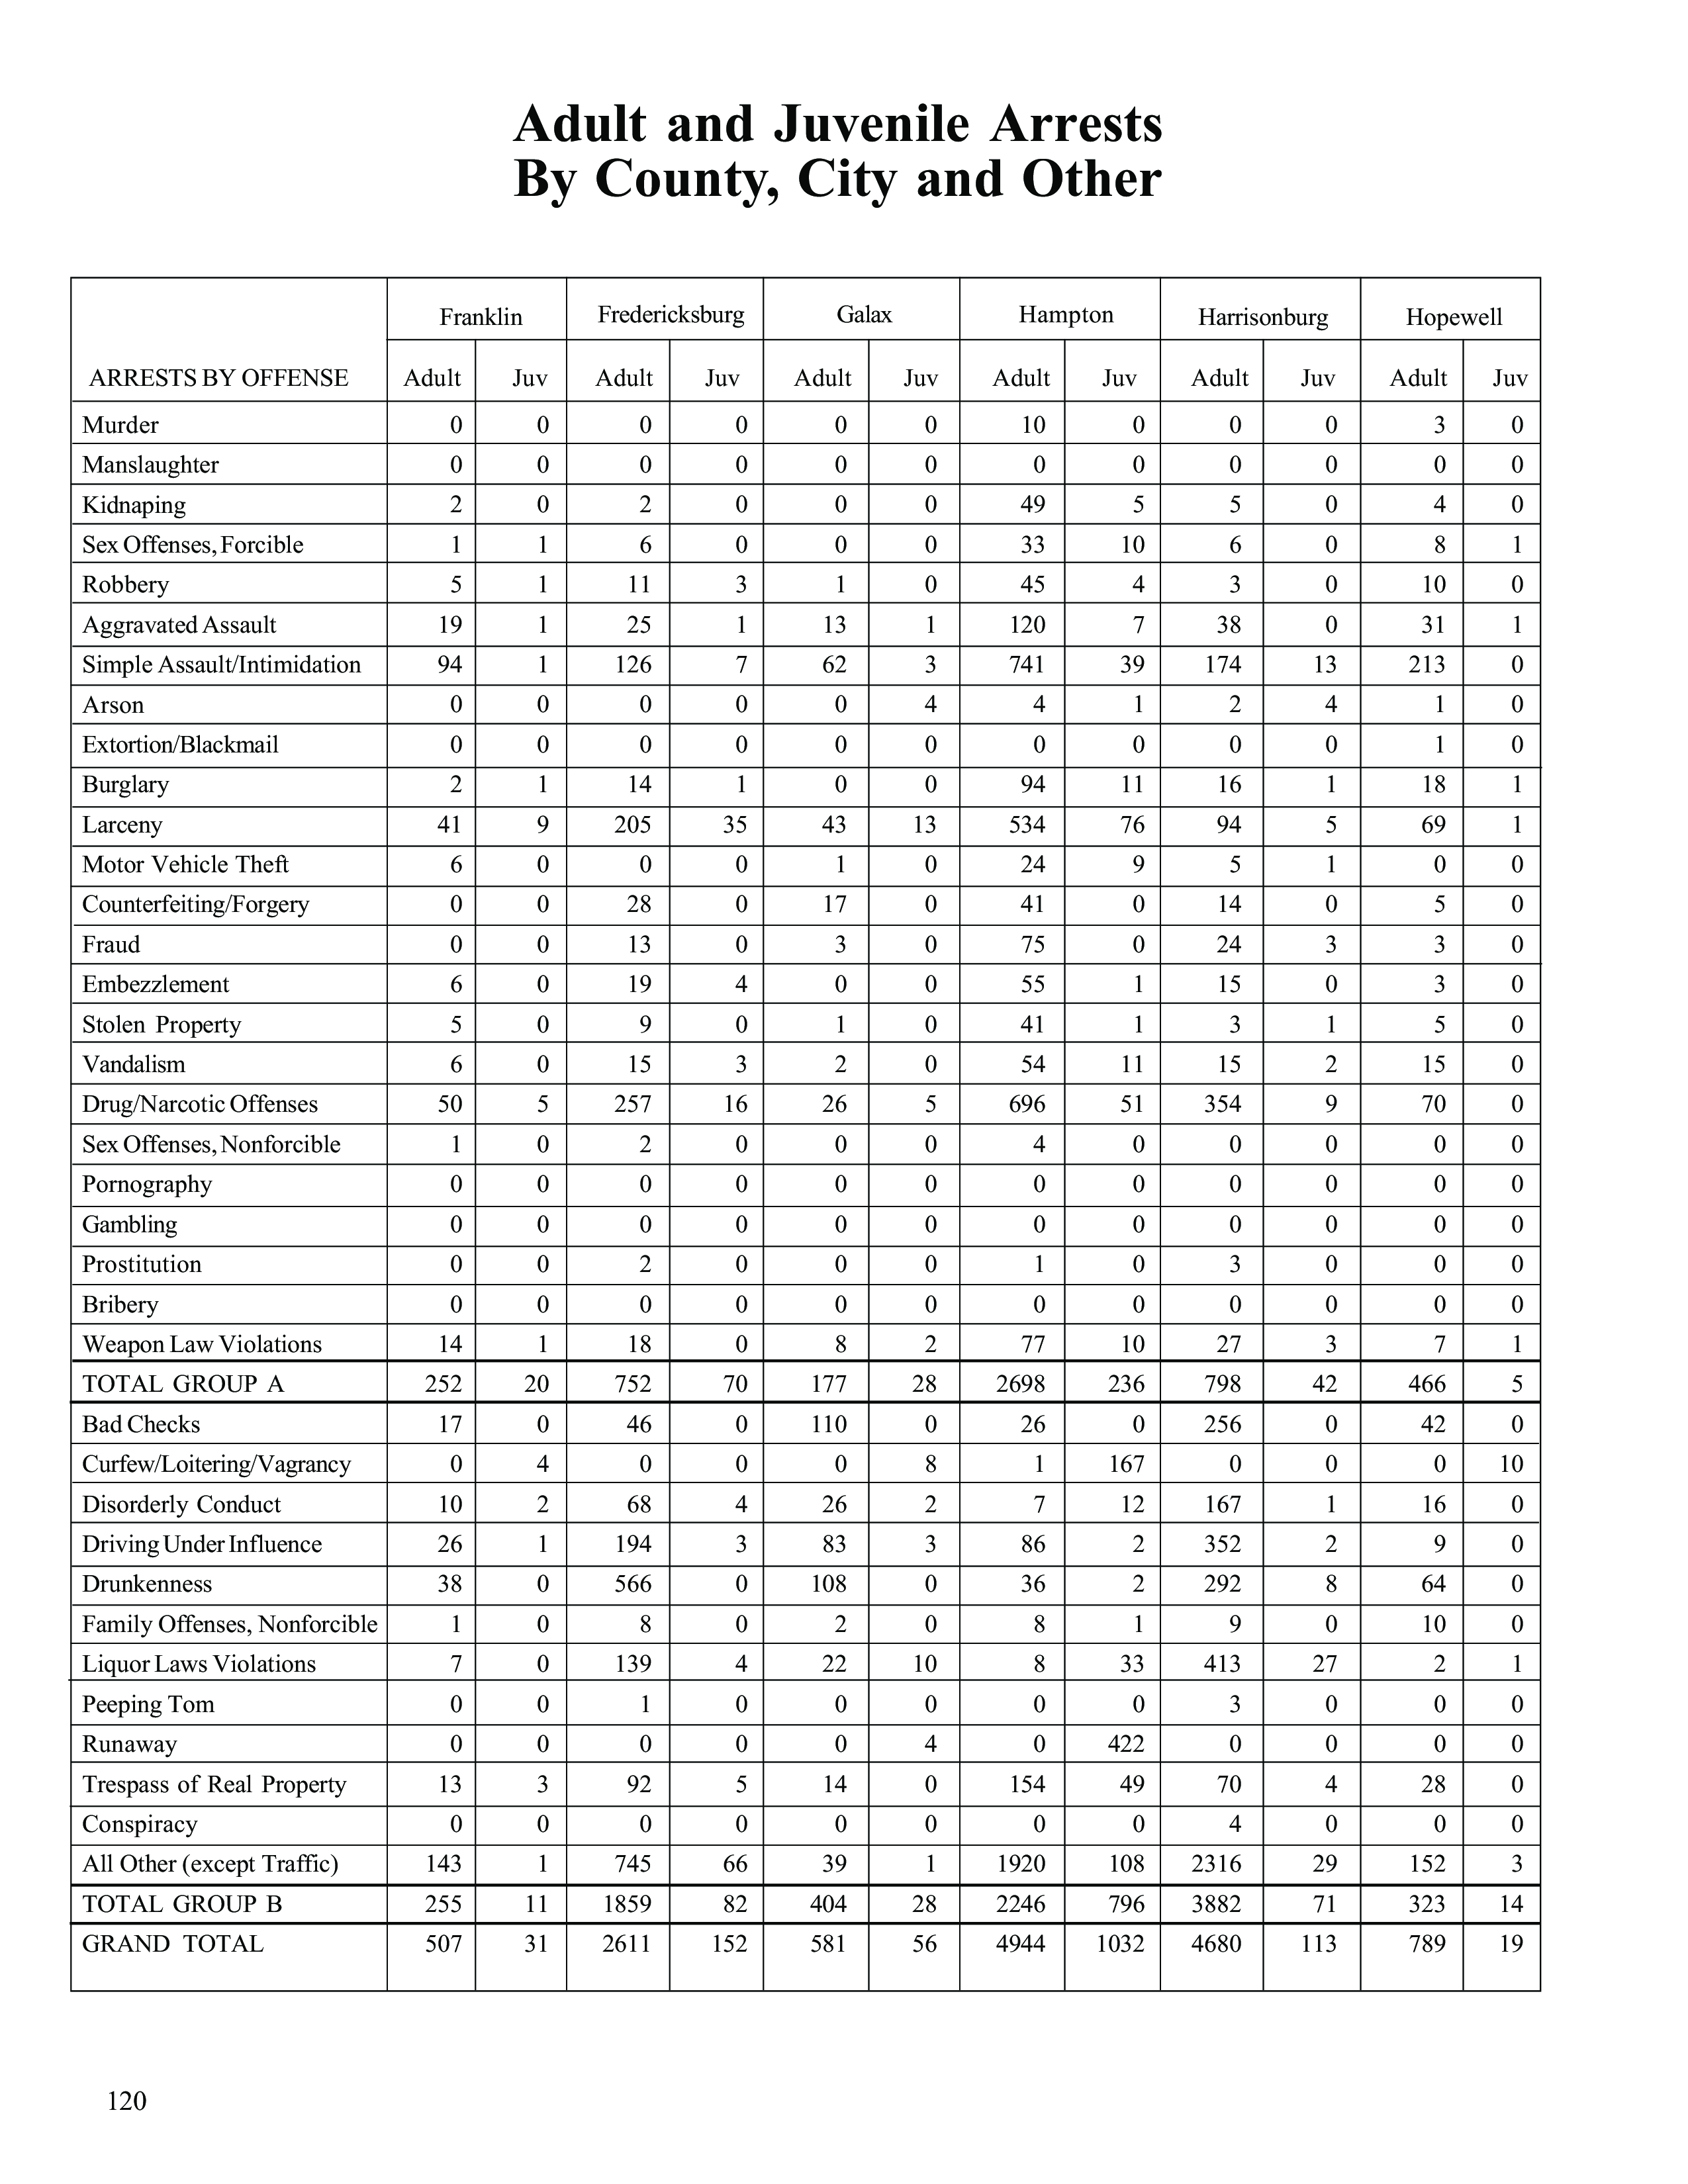 Adult and Juvenile Arrests
By County, City and Other
Franklin Fredericksburg Galax Hampton Harrisonburg Hopewell
ARRESTS BY OFFENSE Adult Juv Adult Juv Adult Juv Adult Juv Adult Juv Adult Juv
Murder 0 0 0 0 0 0 10 0 0 0 3 0
Manslaughter 0 0 0 0 0 0 0 0 0 0 0 0
Kidnaping 2 0 2 0 0 0 49 5 5 0 4 0
Sex Offenses, Forcible 1 1 6 0 0 0 33 10 6 0 8 1
Robbery 5 1 11 3 1 0 45 4 3 0 10 0
Aggravated Assault 19 1 25 1 13 1 120 7 38 0 31 1
Simple Assault/Intimidation 94 1 126 7 62 3 741 39 174 13 213 0
Arson 0 0 0 0 0 4 4 1 2 4 1 0
Extortion/Blackmail 0 0 0 0 0 0 0 0 0 0 1 0
Burglary 2 1 14 1 0 0 94 11 16 1 18 1
Larceny 41 9 205 35 43 13 534 76 94 5 69 1
Motor Vehicle Theft 6 0 0 0 1 0 24 9 5 1 0 0
Counterfeiting/Forgery 0 0 28 0 17 0 41 0 14 0 5 0
Fraud 0 0 13 0 3 0 75 0 24 3 3 0
Embezzlement 6 0 19 4 0 0 55 1 15 0 3 0
Stolen Property 5 0 9 0 1 0 41 1 3 1 5 0
Vandalism 6 0 15 3 2 0 54 11 15 2 15 0
Drug/Narcotic Offenses 50 5 257 16 26 5 696 51 354 9 70 0
Sex Offenses, Nonforcible 1 0 2 0 0 0 4 0 0 0 0 0
Pornography 0 0 0 0 0 0 0 0 0 0 0 0
Gambling 0 0 0 0 0 0 0 0 0 0 0 0
Prostitution 0 0 2 0 0 0 1 0 3 0 0 0
Bribery 0 0 0 0 0 0 0 0 0 0 0 0
Weapon Law Violations 14 1 18 0 8 2 77 10 27 3 7 1
TOTAL GROUP A 252 20 752 70 177 28 2698 236 798 42 466 5
Bad Checks 17 0 46 0 110 0 26 0 256 0 42 0
Curfew/Loitering/Vagrancy 0 4 0 0 0 8 1 167 0 0 0 10
Disorderly Conduct 10 2 68 4 26 2 7 12 167 1 16 0
Driving Under Influence 26 1 194 3 83 3 86 2 352 2 9 0
Drunkenness 38 0 566 0 108 0 36 2 292 8 64 0
Family Offenses, Nonforcible 1 0 8 0 2 0 8 1 9 0 10 0
Liquor Laws Violations 7 0 139 4 22 10 8 33 413 27 2 1
Peeping Tom 0 0 1 0 0 0 0 0 3 0 0 0
Runaway 0 0 0 0 0 4 0 422 0 0 0 0
Trespass of Real Property 13 3 92 5 14 0 154 49 70 4 28 0
Conspiracy 0 0 0 0 0 0 0 0 4 0 0 0
All Other (except Traffic) 143 1 745 66 39 1 1920 108 2316 29 152 3
TOTAL GROUP B 255 11 1859 82 404 28 2246 796 3882 71 323 14
GRAND TOTAL 507 31 2611 152 581 56 4944 1032 4680 113 789 19
120